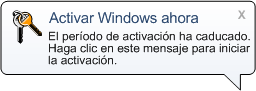 Activar Windows ahora
X
El período de activación ha caducado.
Haga clic en este mensaje para iniciar
la activación.